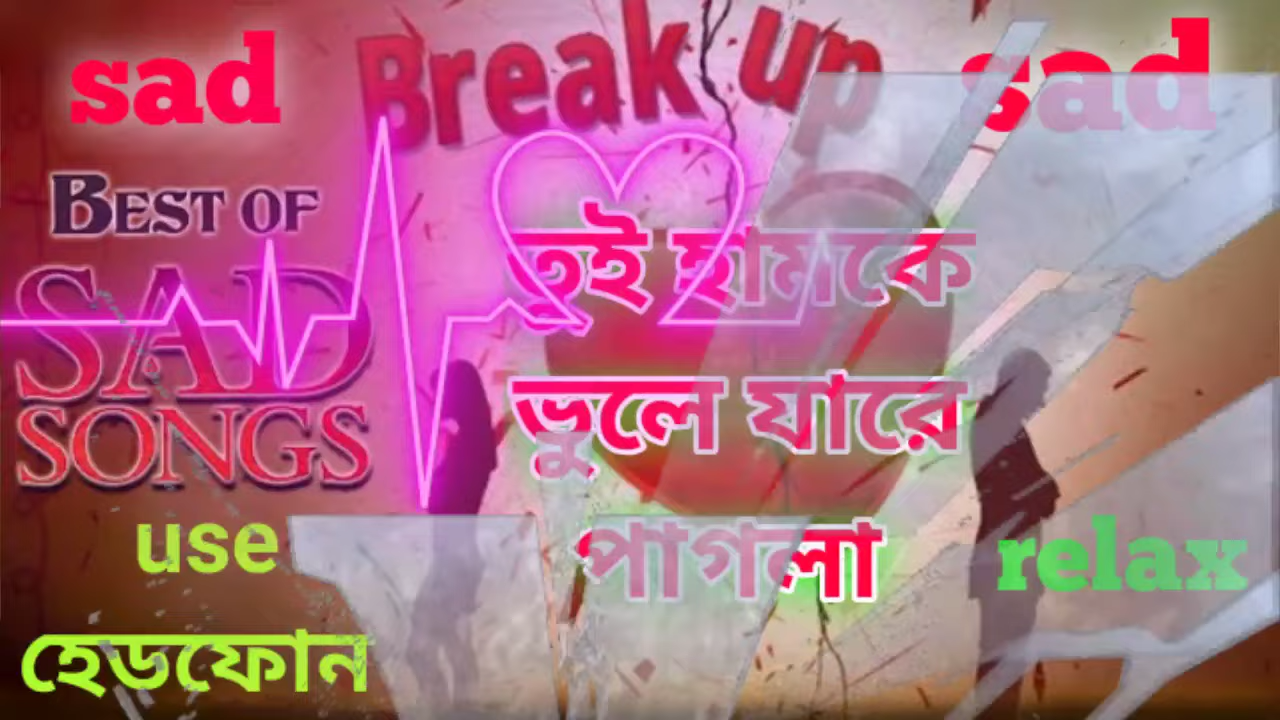 sad
Break up
sad
BEST OF
SAD
SONGS
তুই হামকে
ভুলে যারে
পাগলা
use
হেডফোন
relax